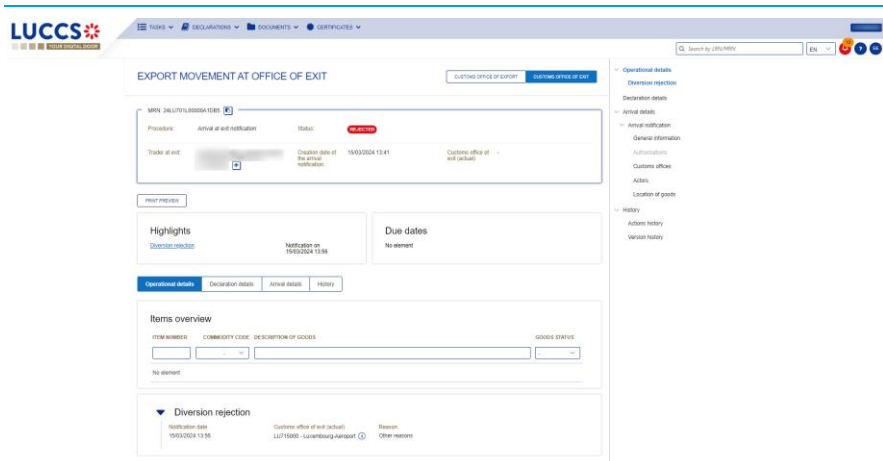 LUCCS
YOUR DIGITAL DOOR
TASKS
DECLARATIONS
DOCUMENTS
CERTIFICATES
Search by LRN/MRN
EN
?
EXPORT MOVEMENT AT OFFICE OF EXIT
CUSTOMS OFFICE OF EXPORT
CUSTOMS OFFICE OF EXIT
Procedure
Arrival at exit notification
Status
REJECTED
Trader at exit
Creation date of the arrival notification
15/03/2024 13:41
Customs office of exit (actual)
-
PRINT PREVIEW
Highlights
Diversion rejection
Notification on
15/03/2024 13:56
Due dates
No element
Operational details
Declaration details
Arrival details
History
Items overview
ITEM NUMBER
COMMODITY CODE
DESCRIPTION OF GOODS
GOODS STATUS
No element
Diversion rejection
Notification date
15/03/2024 13:56
Customs office of exit (actual)
LU715000 - Luxembourg-Aeroport
Reason
Other reasons
Operational details
Diversion rejection
Declaration details
Arrival details
Arrival notification
General information
Authorisations
Customs offices
Actors
Location of goods
History
Actions history
Version history